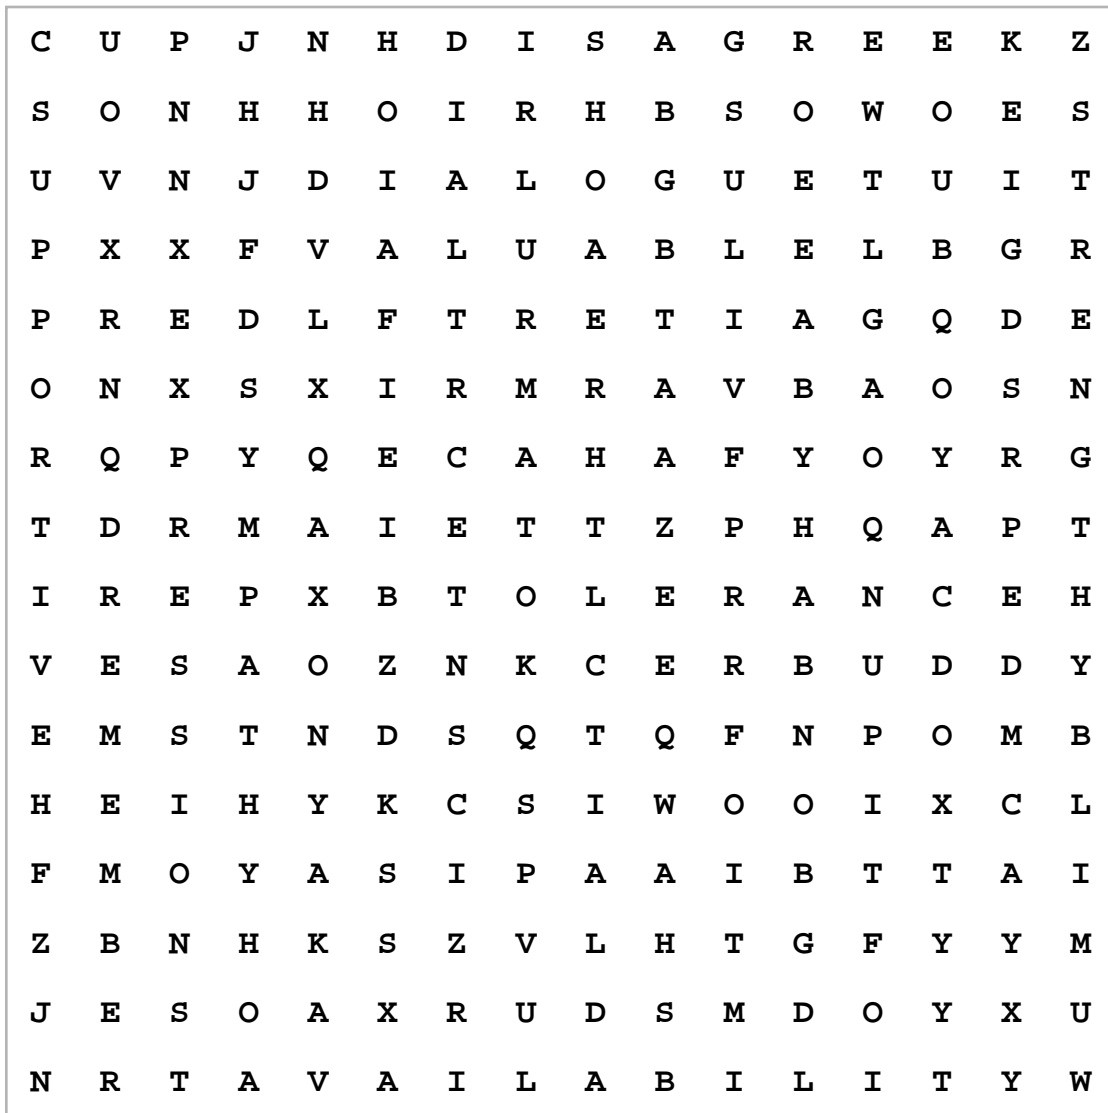 C U P J N H D I S A G R E E K Z
S O N H H O I R H B S O W O E S
U V N J D I A L O G U E T U I T
P X X F V A L U A B L E L B G R
P R E D L F T R E T I A G Q D E
O N X S X I R M R A V B A O S N
R Q P Y Q E C A H A F Y O Y R G
T D R M A I E T T Z P H Q A P T
I R E P X B T O L E R A N C E H
V E S A O Z N K C E R B U D D Y
E M S T N D S Q T Q F N P O M B
H E I H Y K C S I W O O I X C L
F M O Y A S I P A A I B T T A I
Z B N H K S Z V L H T G F Y Y M
J E S O A X R U D S M D O Y X U
N R T A V A I L A B I L I T Y W